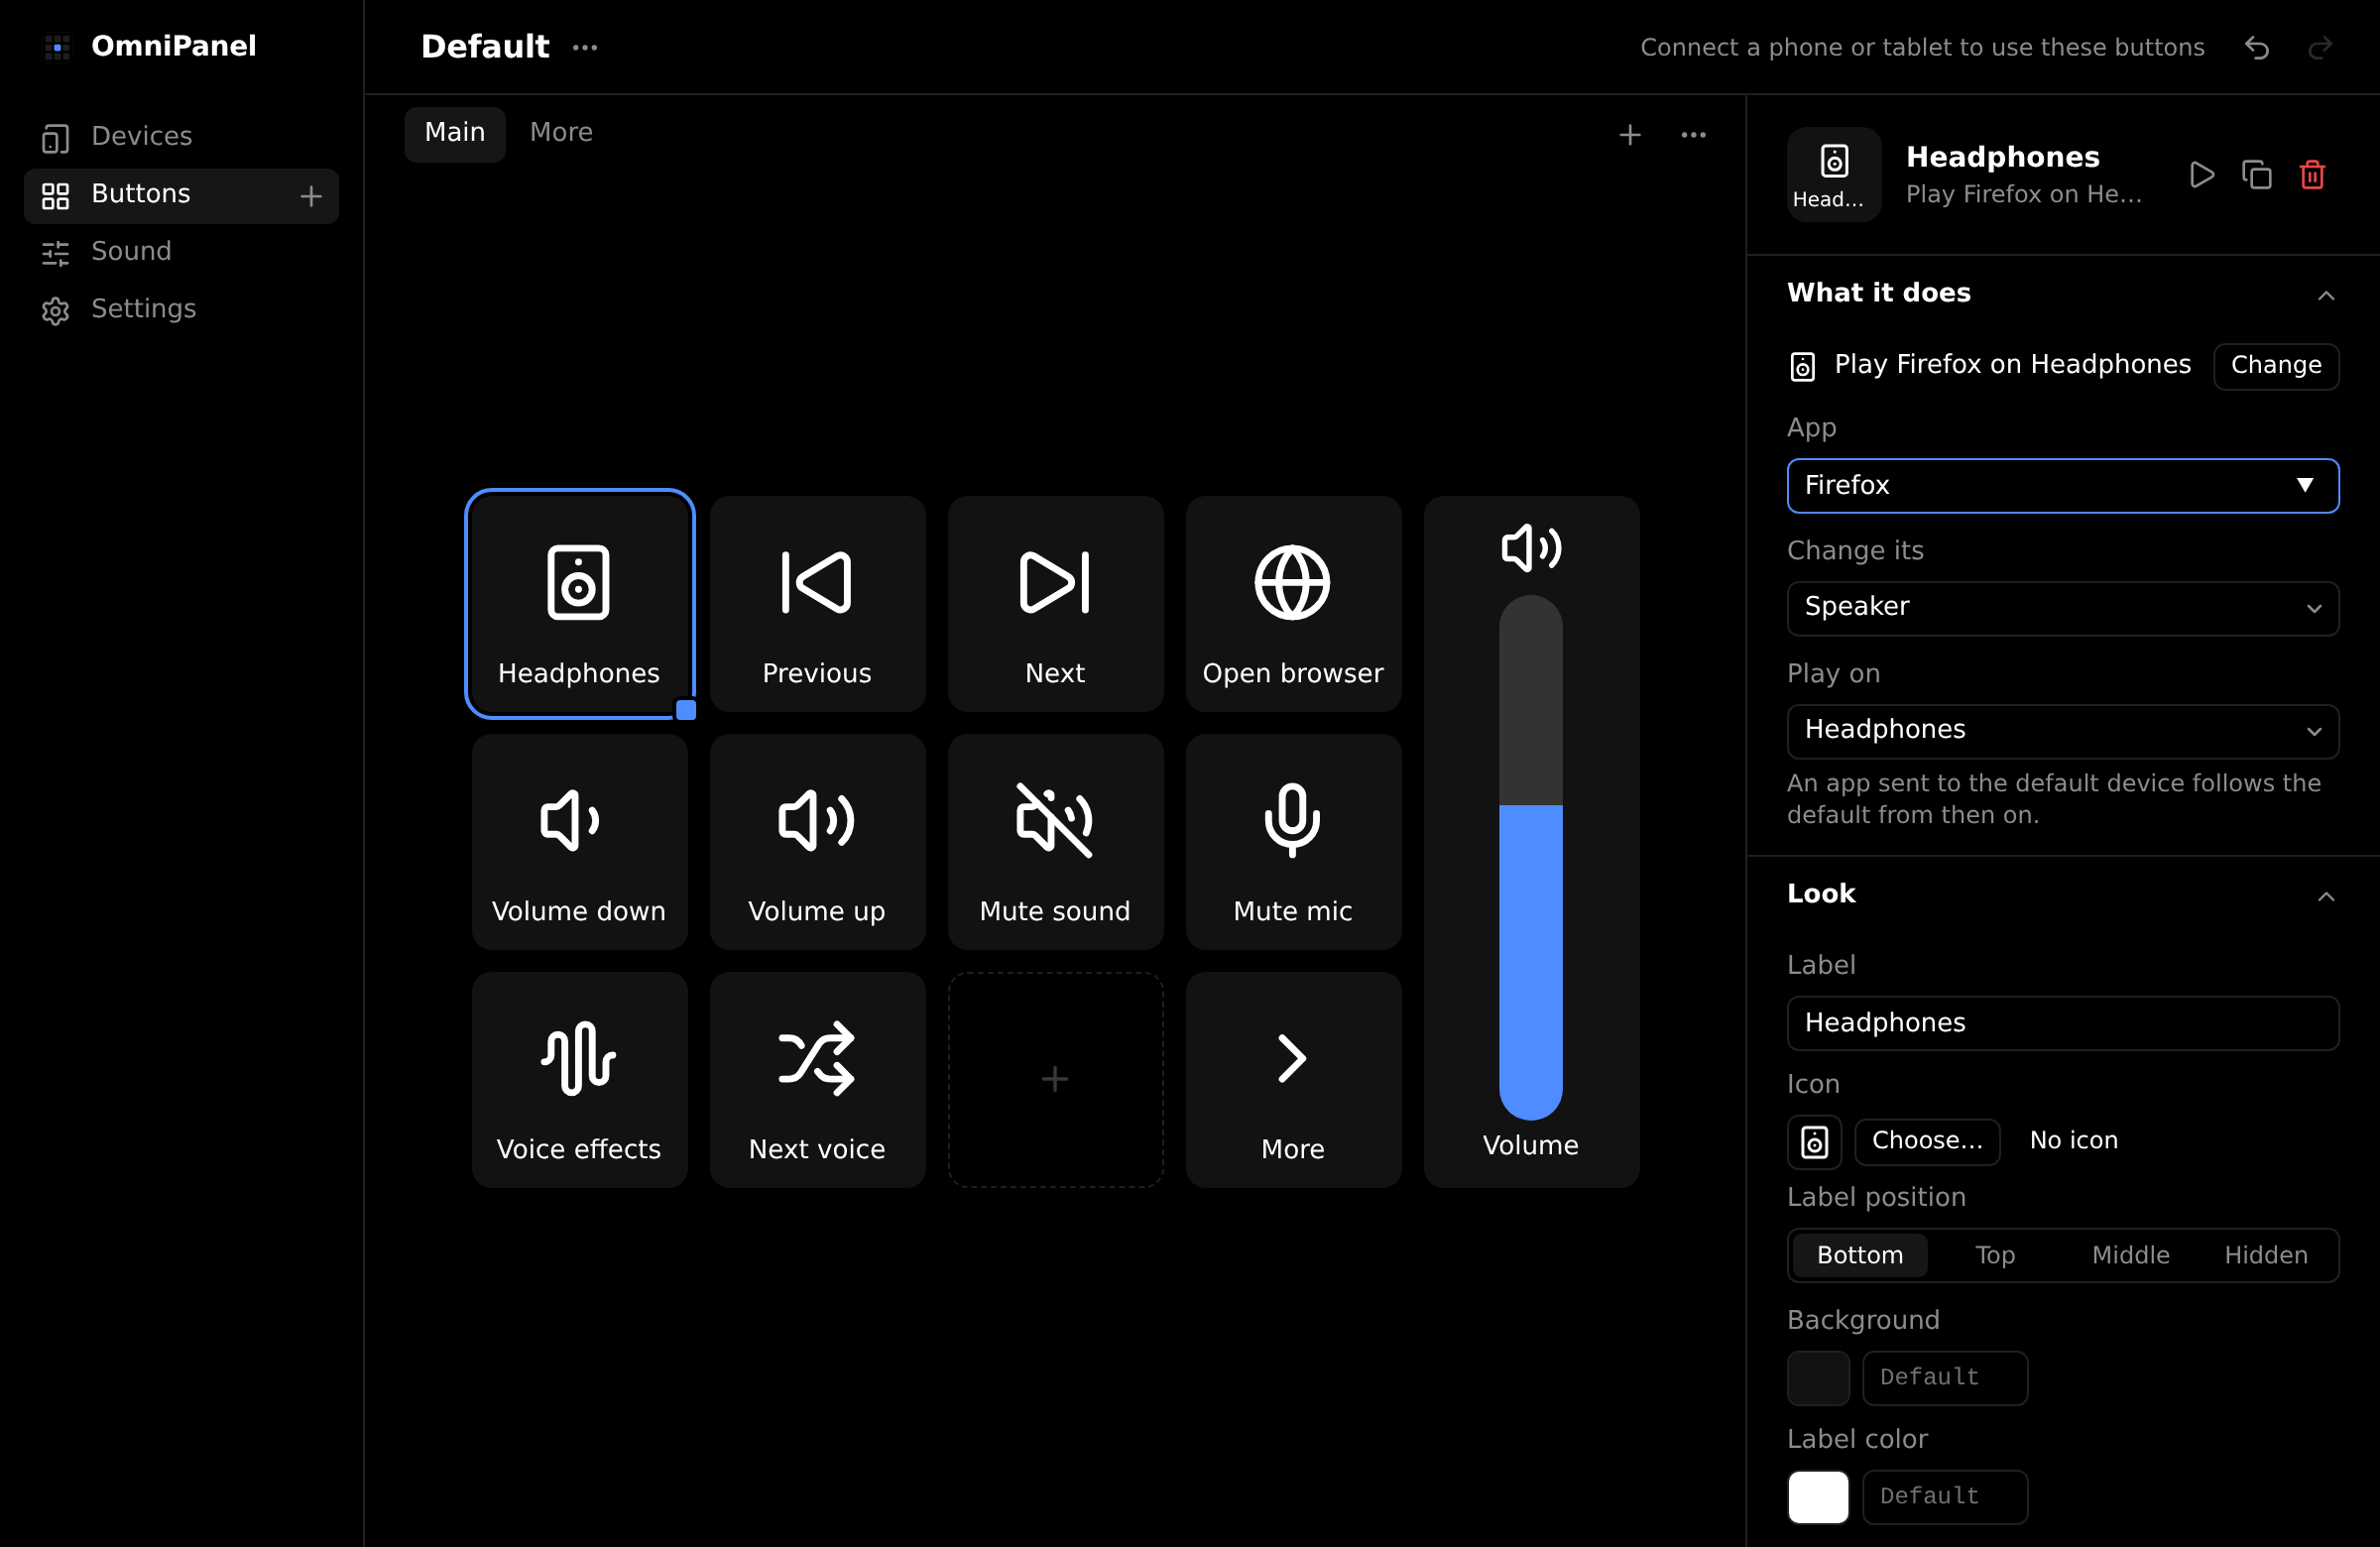 OmniPanel
Devices
Buttons
Sound
Settings
Default
Connect a phone or tablet to use these buttons
Main
More
Headphones
Previous
Next
Open browser
Volume down
Volume up
Mute sound
Mute mic
Voice effects
Next voice
More
Volume
Head...
Headphones
Play Firefox on He...
What it does
Play Firefox on Headphones
Change
App
Firefox
Change its
Speaker
Play on
Headphones
An app sent to the default device follows the
default from then on.
Look
Label
Headphones
Icon
Choose...
No icon
Label position
Bottom
Top
Middle
Hidden
Background
Default
Label color
Default